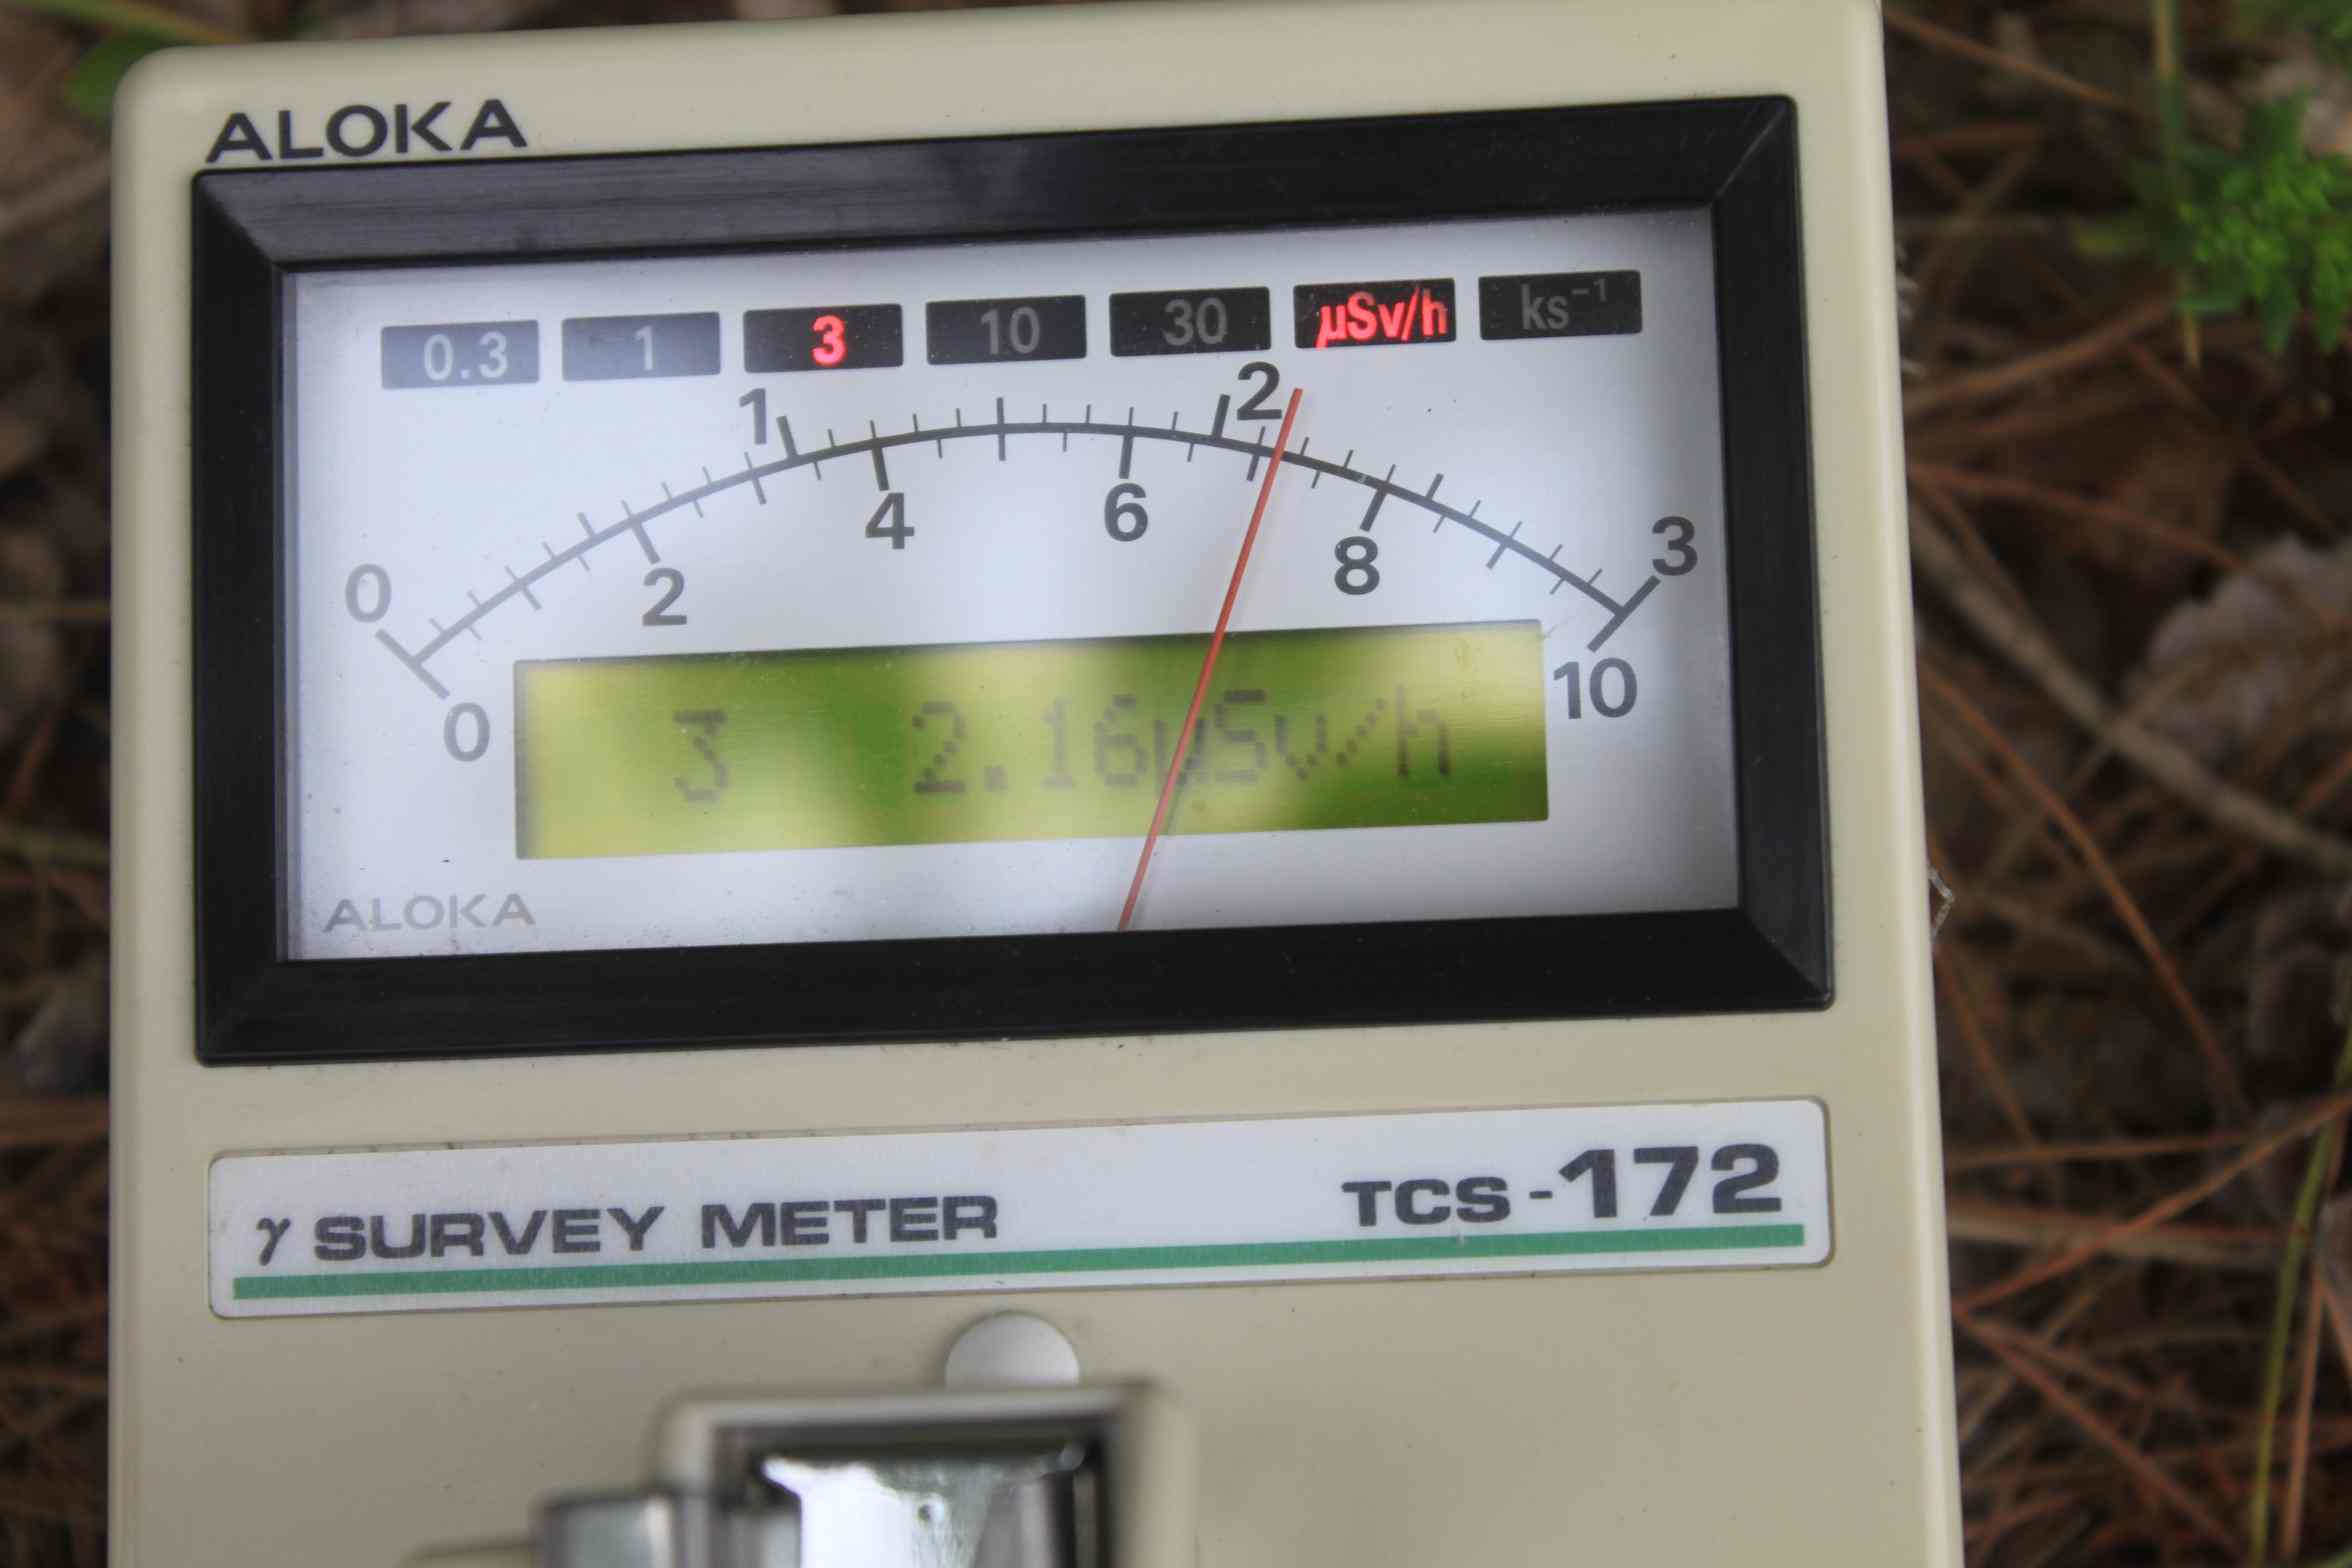 ALOKA
0.3 1 3 10 30 μSv/h ks⁻¹
0 1 2 3
0 2 4 6 8 10
3 2.16μSv/h
ALOKA
γ SURVEY METER TCS-172